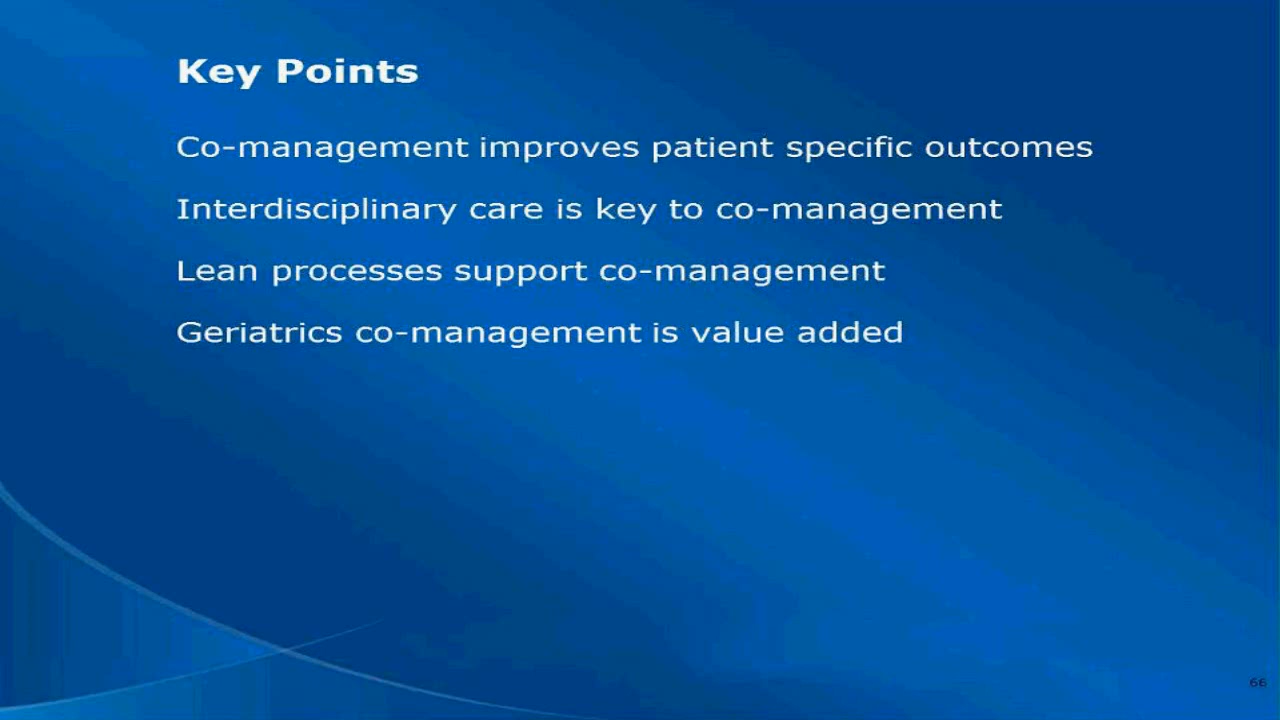 Key Points
Co-management improves patient specific outcomes
Interdisciplinary care is key to co-management
Lean processes support co-management
Geriatrics co-management is value added
66